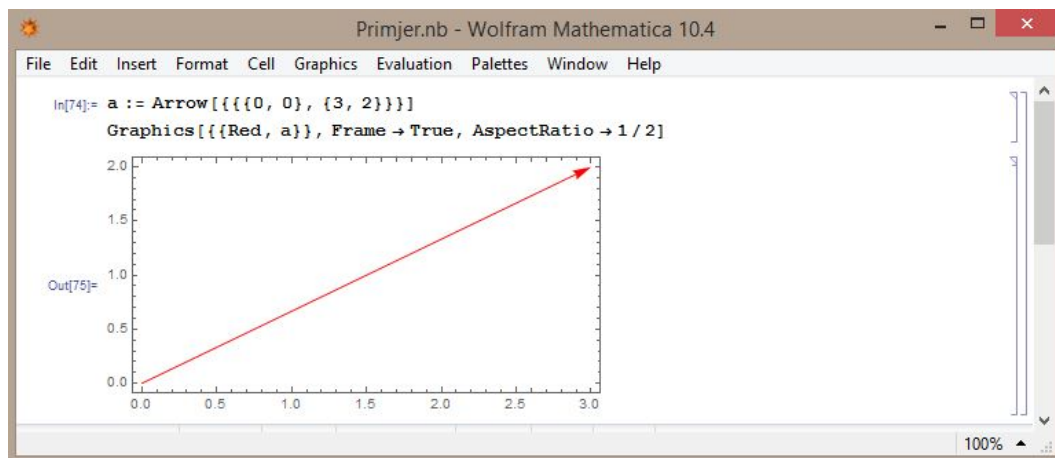 Primjer.nb - Wolfram Mathematica 10.4
File Edit Insert Format Cell Graphics Evaluation Palettes Window Help
In[74]:= a := Arrow[{{{0, 0}, {3, 2}}}]
Graphics[{{Red, a}}, Frame → True, AspectRatio → 1 / 2]
2.0
1.5
Out[75]= 1.0
0.5
0.0
0.0 0.5 1.0 1.5 2.0 2.5 3.0
100%